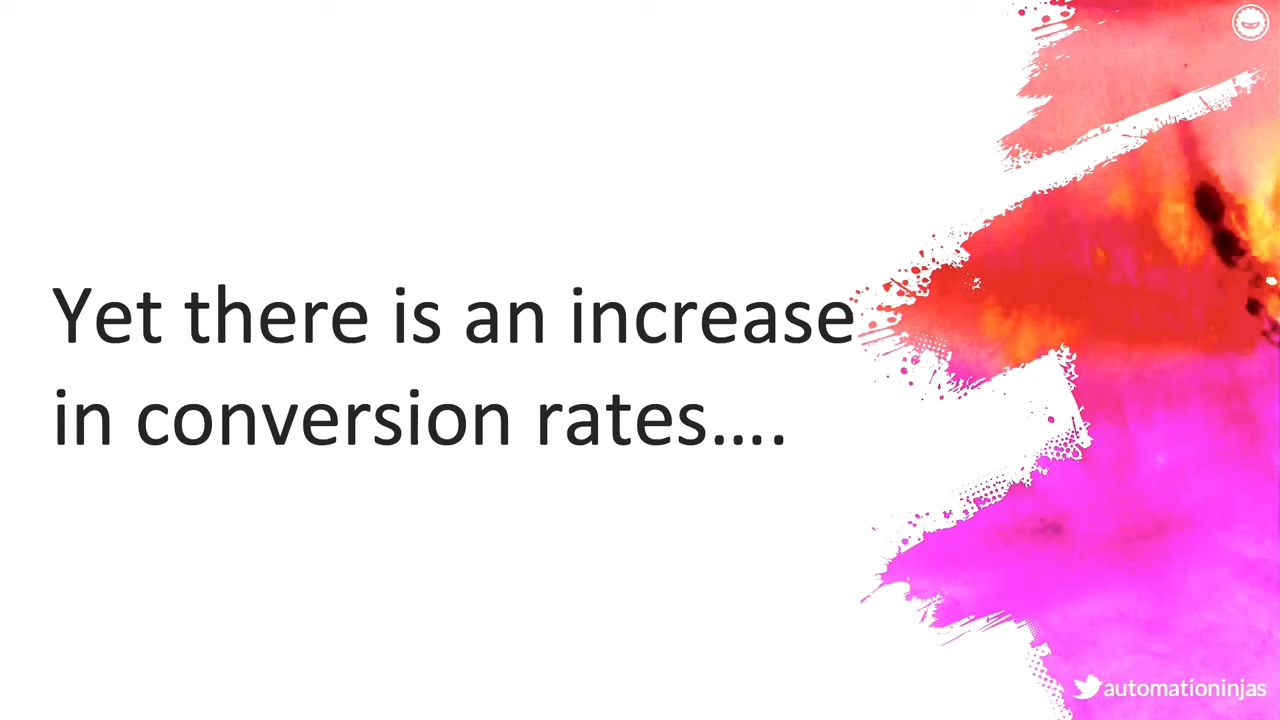 Yet there is an increase
in conversion rates....
automationinjas